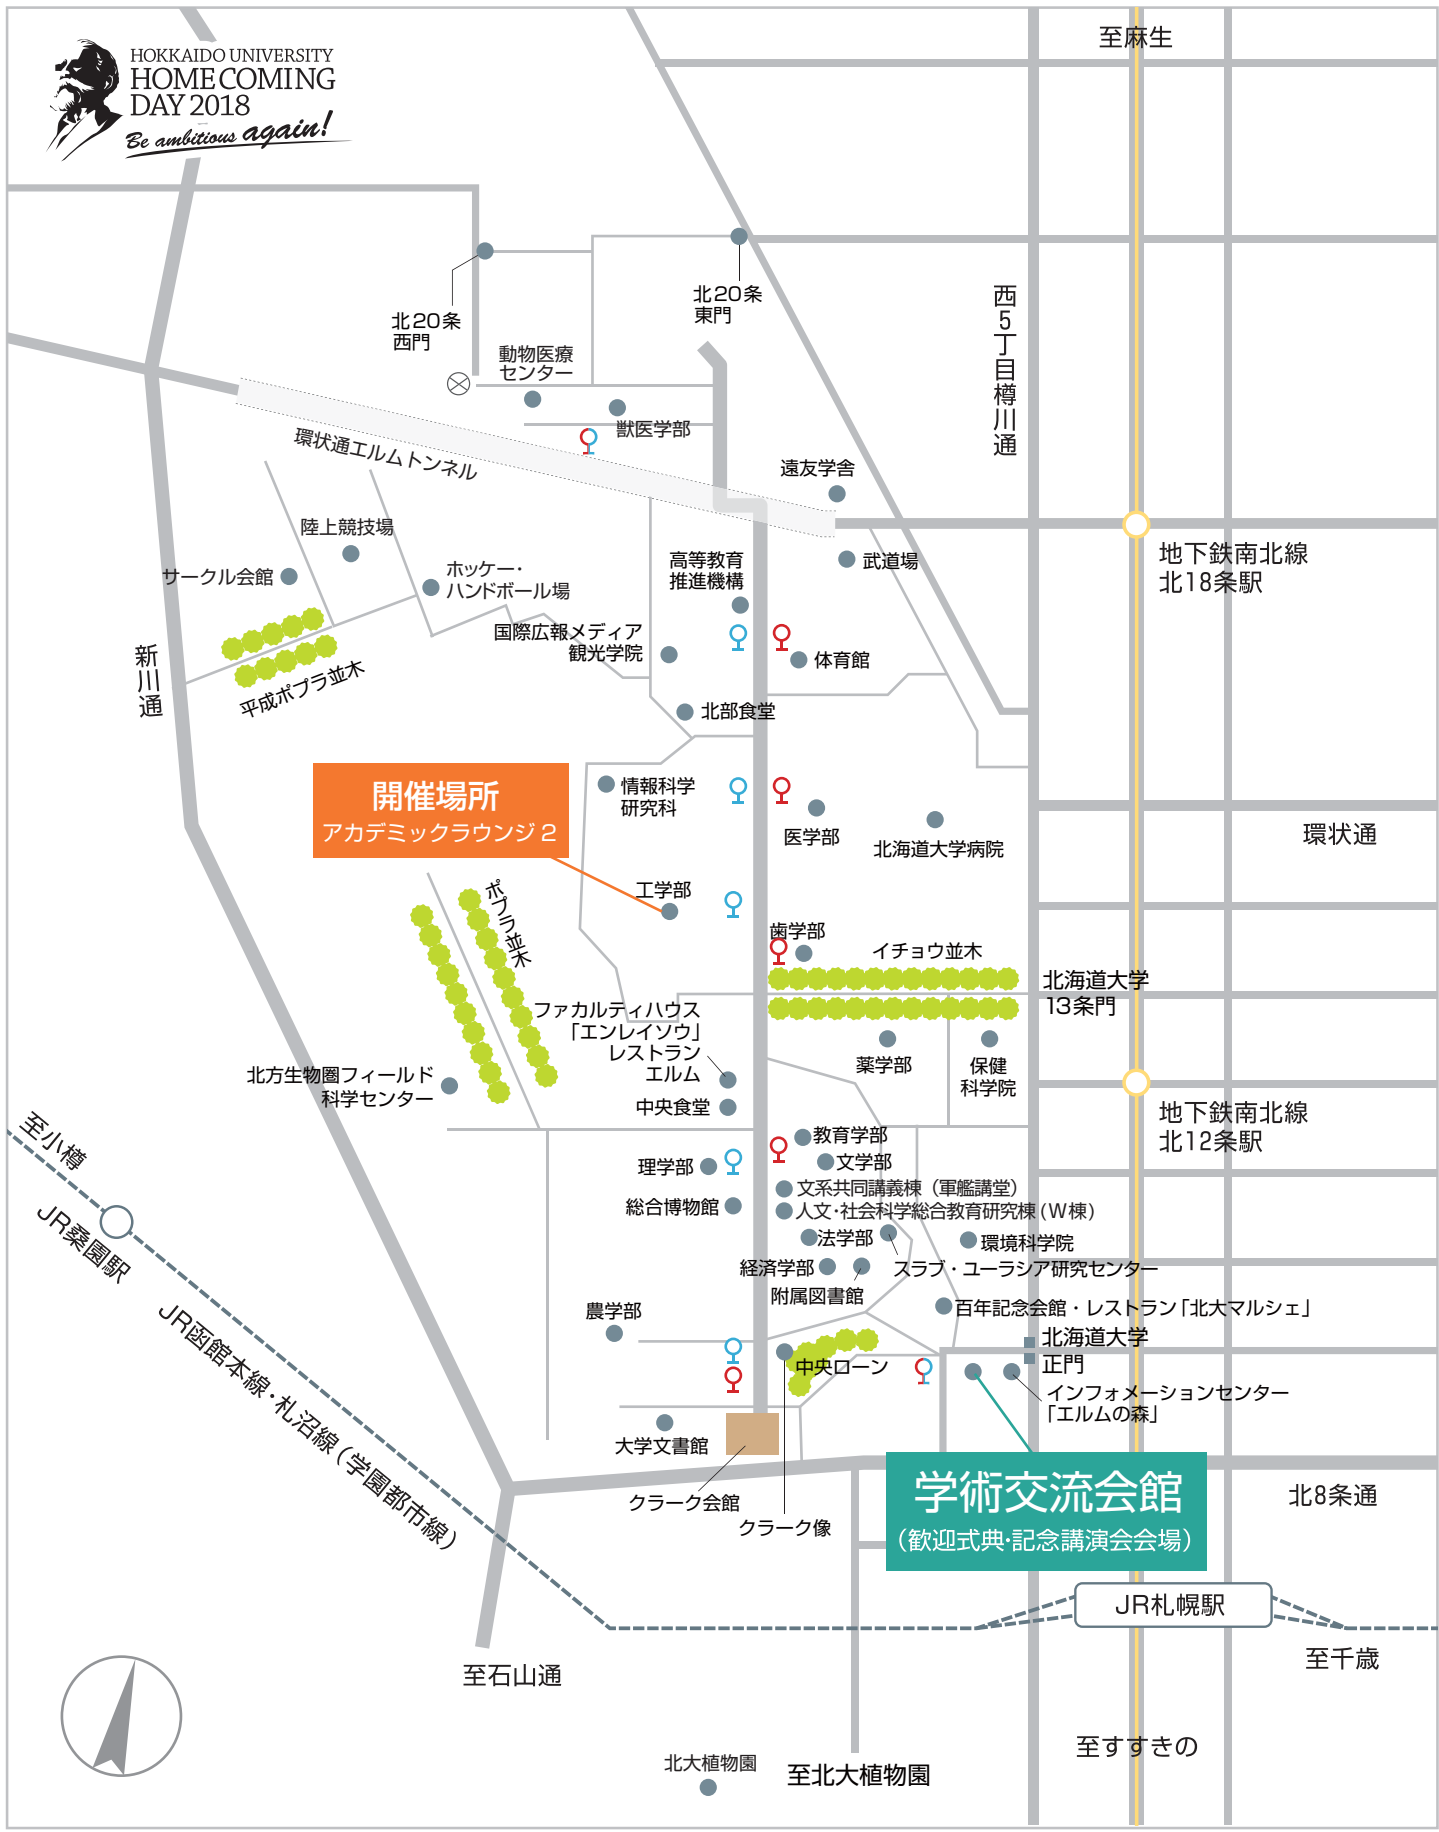 HOKKAIDO UNIVERSITY
HOME COMING
DAY 2018
Be ambitious again!
至麻生
北20条
東門
北20条
西門
西5丁目樽川通
動物医療
センター
獣医学部
環状通エルムトンネル
遠友学舎
陸上競技場
サークル会館
ホッケー・
ハンドボール場
高等教育
推進機構
武道場
地下鉄南北線
北18条駅
国際広報メディア
観光学院
体育館
新川通
平成ポプラ並木
北部食堂
開催場所
アカデミックラウンジ2
情報科学
研究科
医学部
北海道大学病院
環状通
工学部
ポプラ並木
歯学部
イチョウ並木
北海道大学
13条門
ファカルティハウス
「エンレイソウ」
レストラン
エルム
薬学部
保健
科学院
北方生物圏フィールド
科学センター
中央食堂
地下鉄南北線
北12条駅
至小樽
教育学部
文学部
理学部
文系共同講義棟（軍艦講堂）
総合博物館
人文・社会科学総合教育研究棟(W棟)
JR桑園駅
法学部
環境科学院
経済学部
スラブ・ユーラシア研究センター
附属図書館
農学部
百年記念会館・レストラン「北大マルシェ」
JR函館本線・札沼線（学園都市線）
北海道大学
正門
中央ローン
インフォメーションセンター
「エルムの森」
大学文書館
クラーク会館
クラーク像
学術交流会館
（歓迎式典・記念講演会会場）
北8条通
JR札幌駅
至千歳
至石山通
至すすきの
北大植物園
至北大植物園